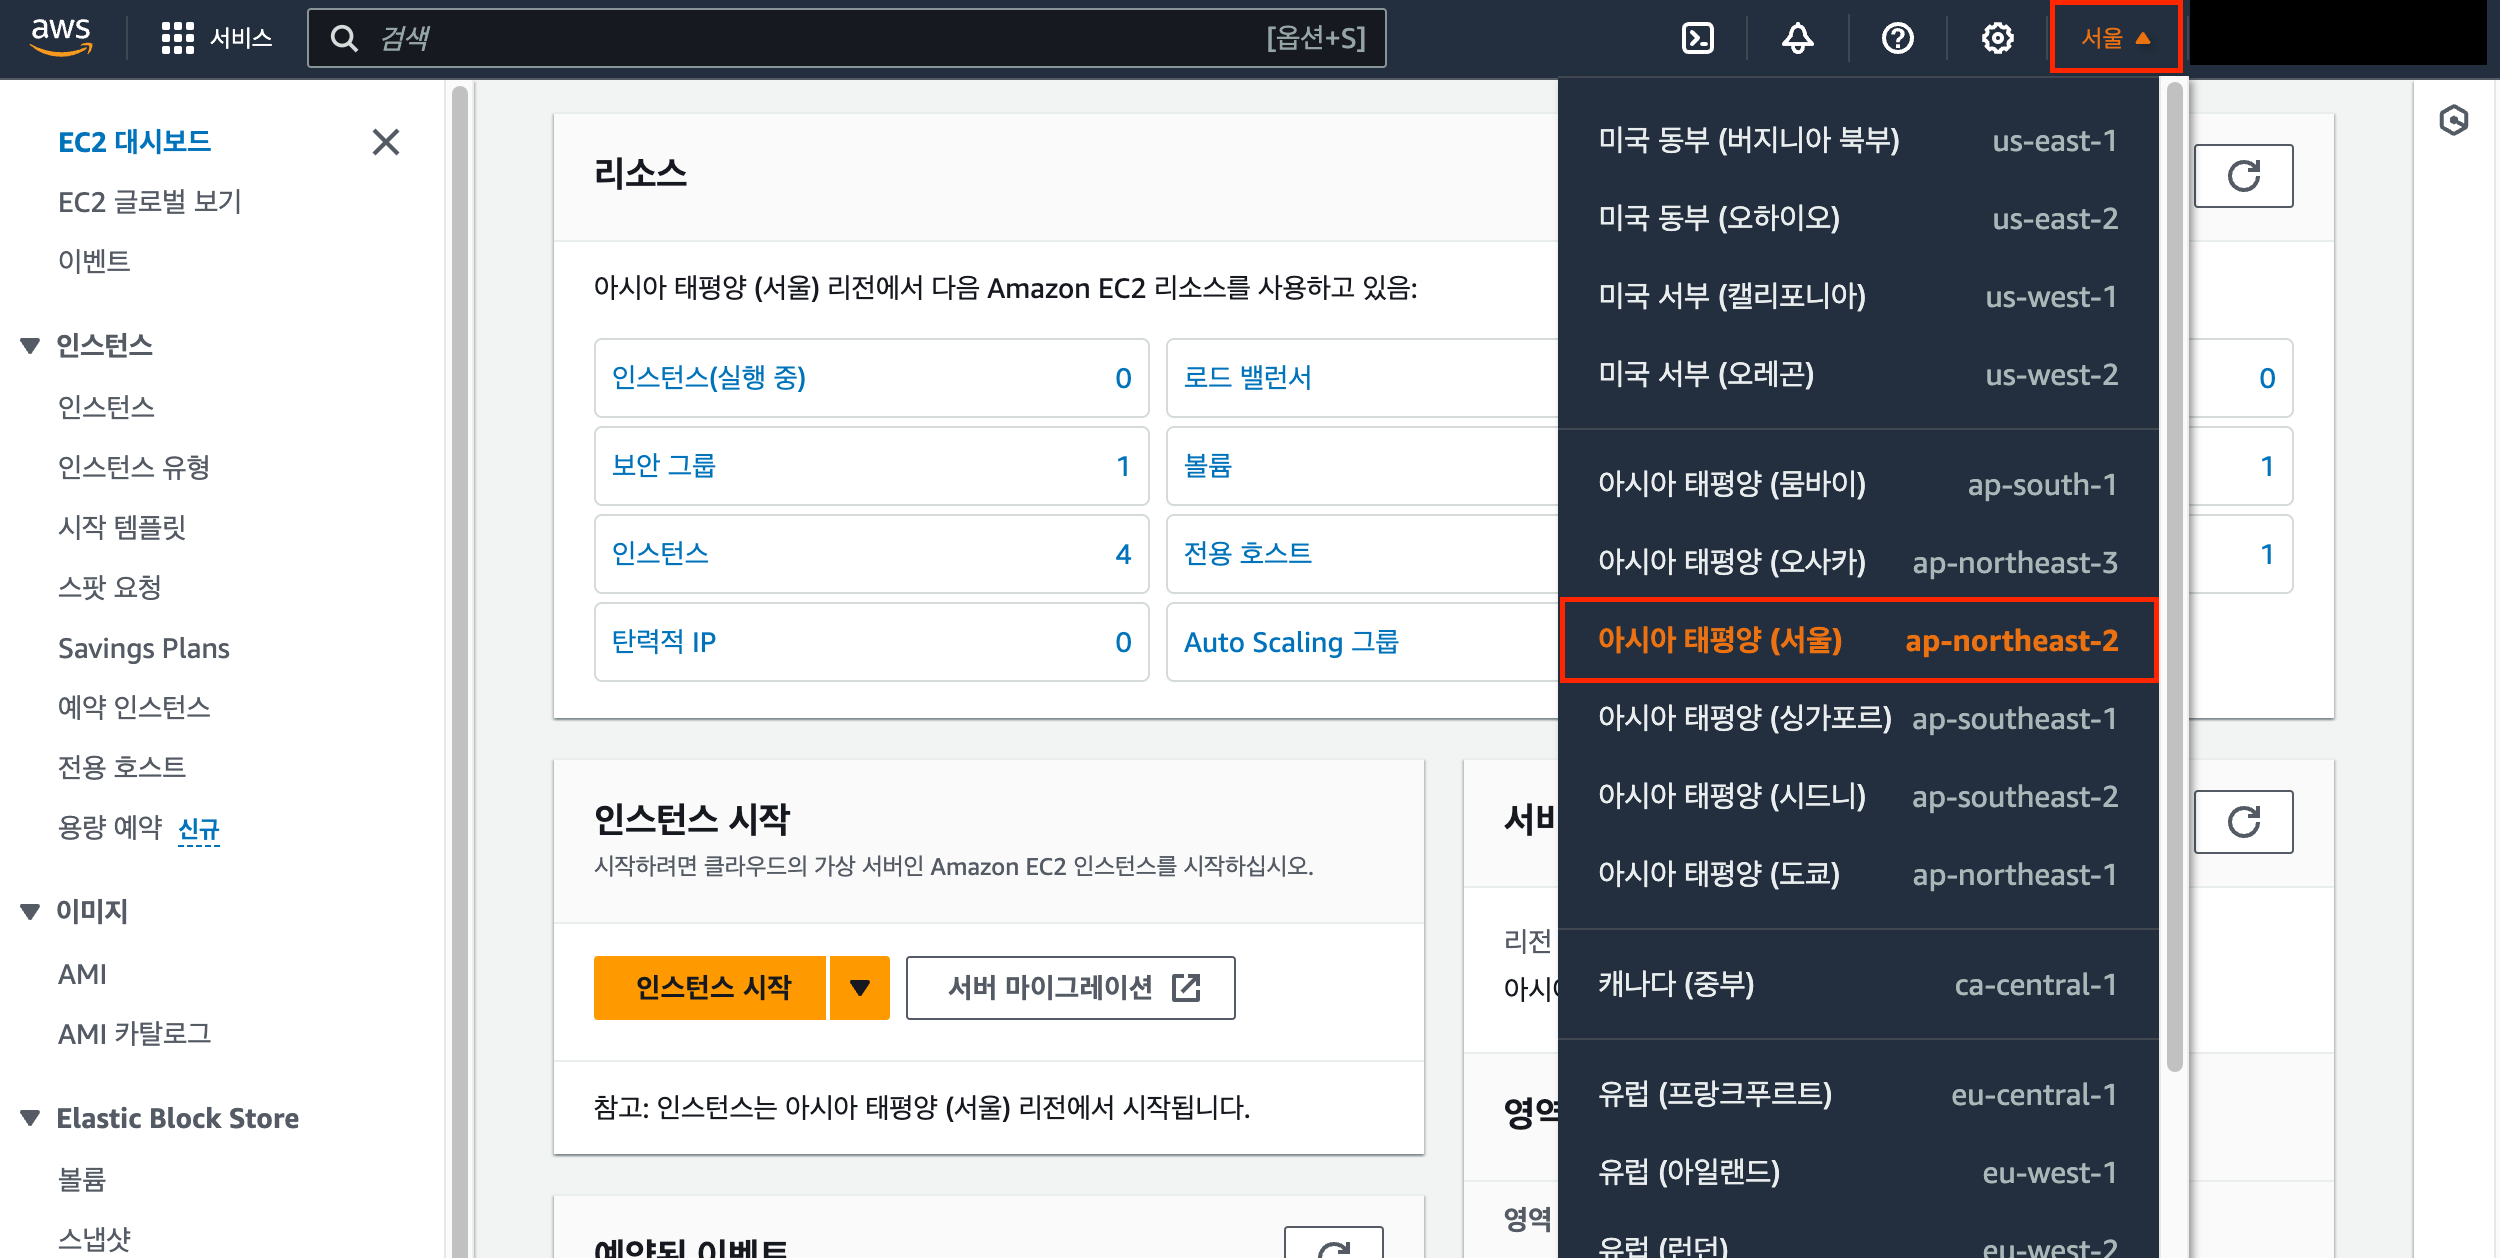 aws
서비스
검색
[옵션+S]
서울
EC2 대시보드
EC2 글로벌 보기
이벤트
인스턴스
인스턴스
인스턴스 유형
시작 템플릿
스팟 요청
Savings Plans
예약 인스턴스
전용 호스트
용량 예약 신규
이미지
AMI
AMI 카탈로그
Elastic Block Store
볼륨
스냅샷
리소스
아시아 태평양 (서울) 리전에서 다음 Amazon EC2 리소스를 사용하고 있음:
인스턴스(실행 중) 0
로드 밸런서 0
보안 그룹 1
볼륨 1
인스턴스 4
전용 호스트 1
탄력적 IP 0
Auto Scaling 그룹
인스턴스 시작
시작하려면 클라우드의 가상 서버인 Amazon EC2 인스턴스를 시작하십시오.
인스턴스 시작
서버 마이그레이션
참고: 인스턴스는 아시아 태평양 (서울) 리전에서 시작됩니다.
예약된 이벤트
서비
리전
아시아
영역
영역
미국 동부 (버지니아 북부) us-east-1
미국 동부 (오하이오) us-east-2
미국 서부 (캘리포니아) us-west-1
미국 서부 (오레곤) us-west-2
아시아 태평양 (뭄바이) ap-south-1
아시아 태평양 (오사카) ap-northeast-3
아시아 태평양 (서울) ap-northeast-2
아시아 태평양 (싱가포르) ap-southeast-1
아시아 태평양 (시드니) ap-southeast-2
아시아 태평양 (도쿄) ap-northeast-1
캐나다 (중부) ca-central-1
유럽 (프랑크푸르트) eu-central-1
유럽 (아일랜드) eu-west-1
유럽 (런던) eu-west-2